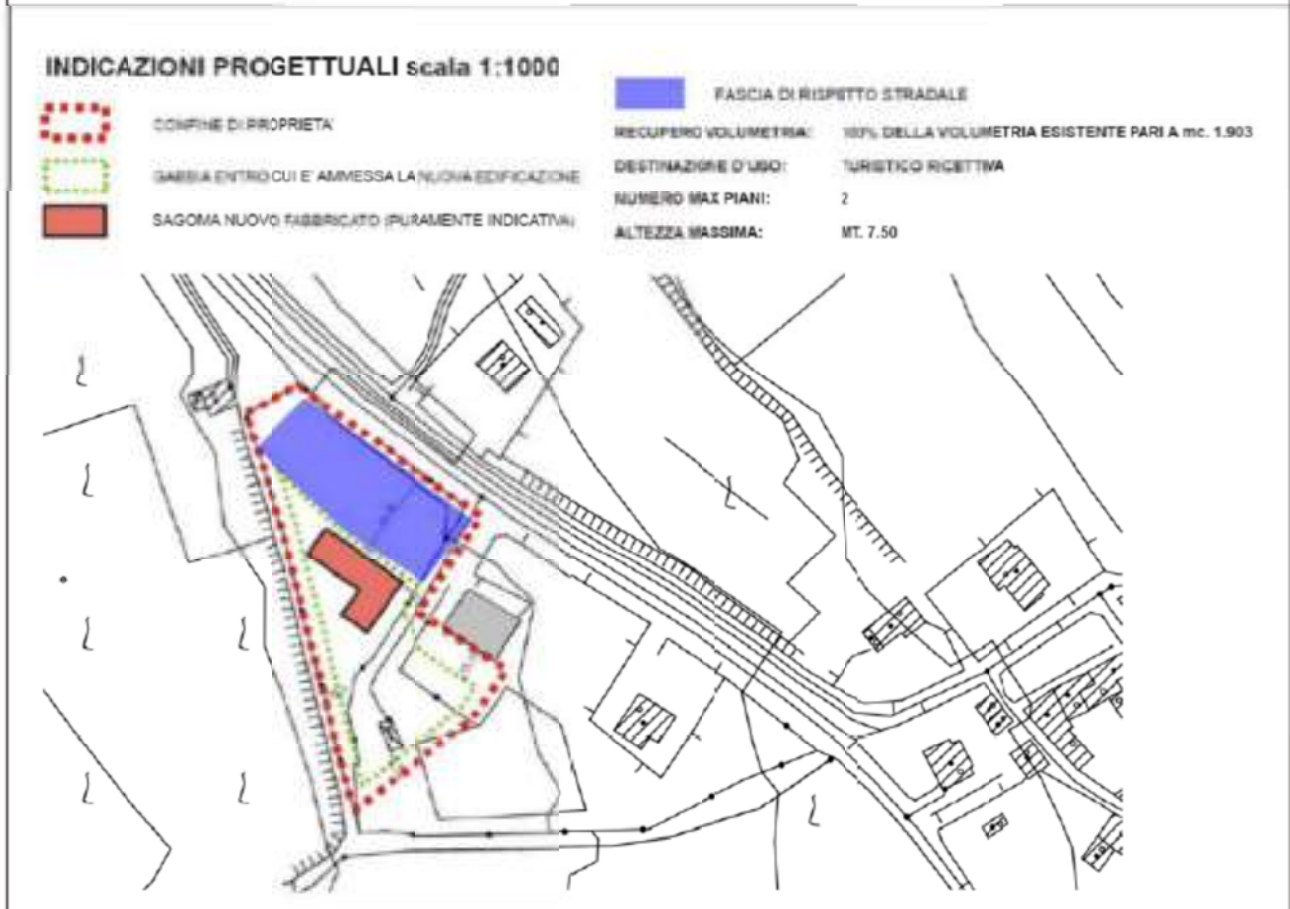 INDICAZIONI PROGETTUALI scala 1:1000
CONFINE DI PROPRIETA'
GABBIA ENTRO CUI E' AMMESSA LA NUOVA EDIFICAZIONE
SAGOMA NUOVO FABBRICATO (PURAMENTE INDICATIVA)
FASCIA DI RISPETTO STRADALE
RECUPERO VOLUMETRIA: 100% DELLA VOLUMETRIA ESISTENTE PARI A mc. 1.903
DESTINAZIONE D'USO: TURISTICO RICETTIVA
NUMERO MAX PIANI: 2
ALTEZZA MASSIMA: MT. 7.50